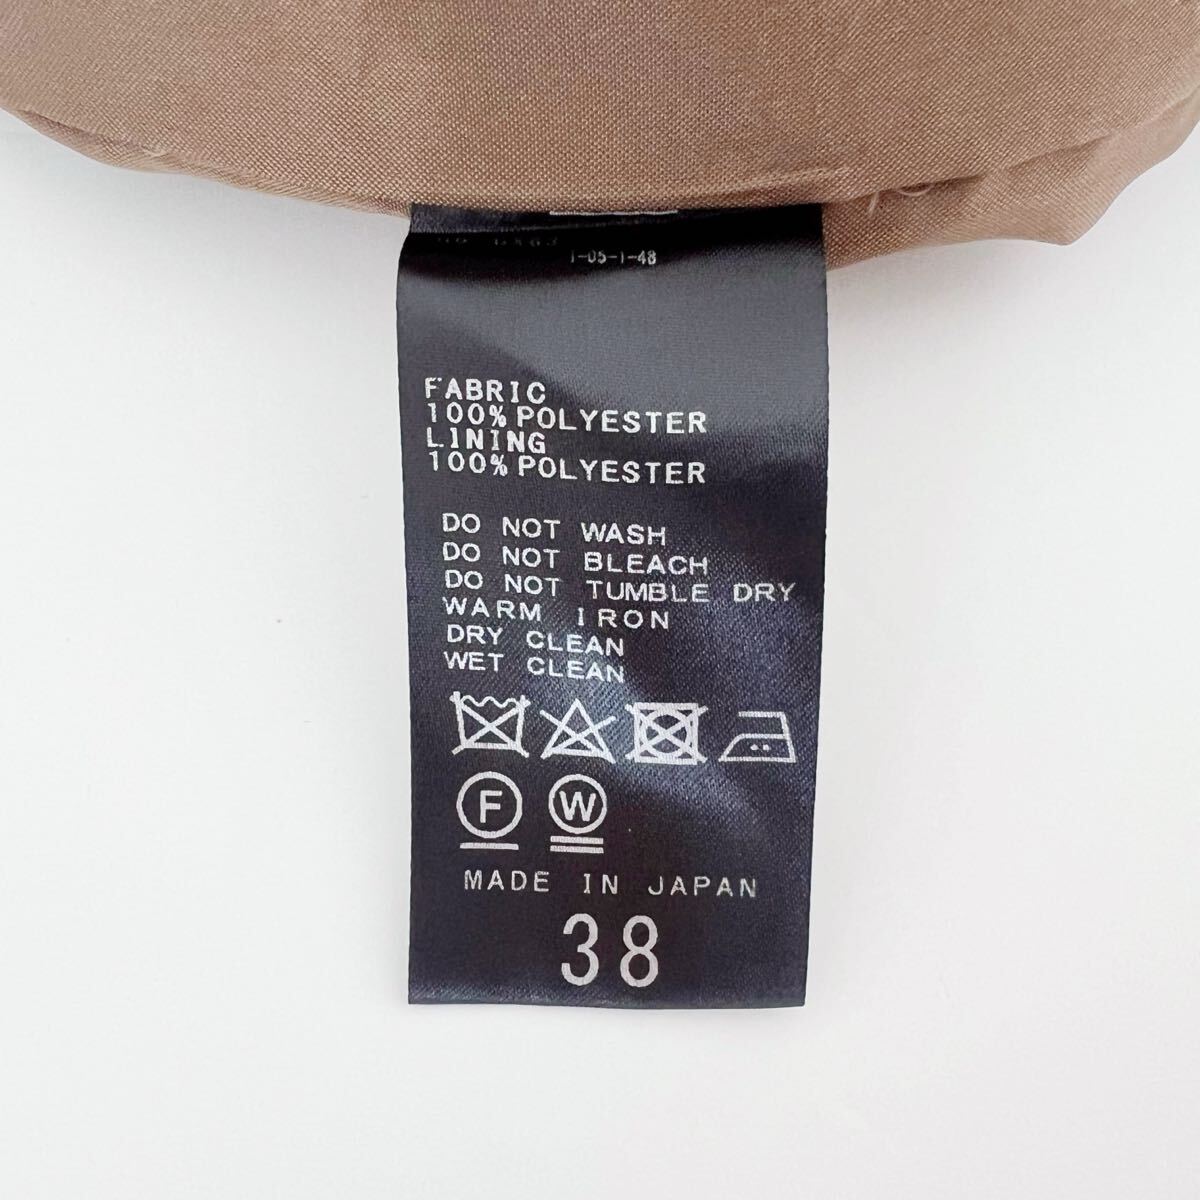 1-05-1-48
FABRIC
100% POLYESTER
LINING
100% POLYESTER
DO NOT WASH
DO NOT BLEACH
DO NOT TUMBLE DRY
WARM IRON
DRY CLEAN
WET CLEAN
F W
MADE IN JAPAN
38